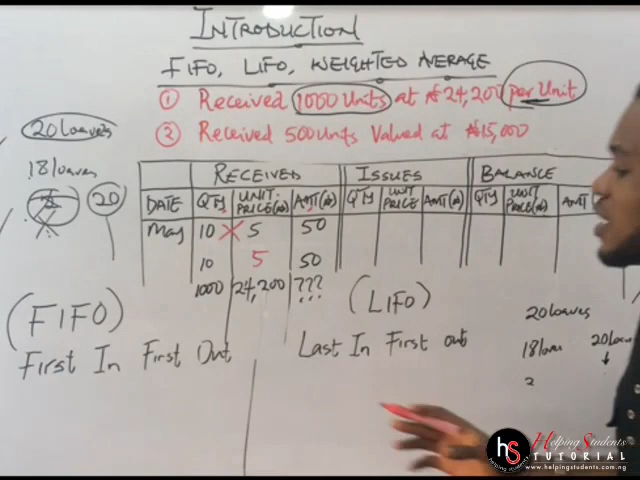 INTRODUCTION
FIFO, LIFO, WEIGHTED AVERAGE
① Received 1000 Units at ₦24,200 per Unit
② Received 500 Units Valued at ₦15,000
20 loaves
18 loaves
20
RECEIVED ISSUES BALANCE
DATE QTY UNIT PRICE(₦) AMT(₦) QTY UNIT PRICE AMT(₦) QTY UNIT PRICE(₦) AMT
May 10 X 5 50
10 5 50
1000 24,200 ???
(FIFO)
First In First Out
(LIFO)
Last In First Out
20 loaves
18 loaves 20 loaves
2
hS
helping students
Helping Students
TUTORIAL
www.helpingstudents.com.ng